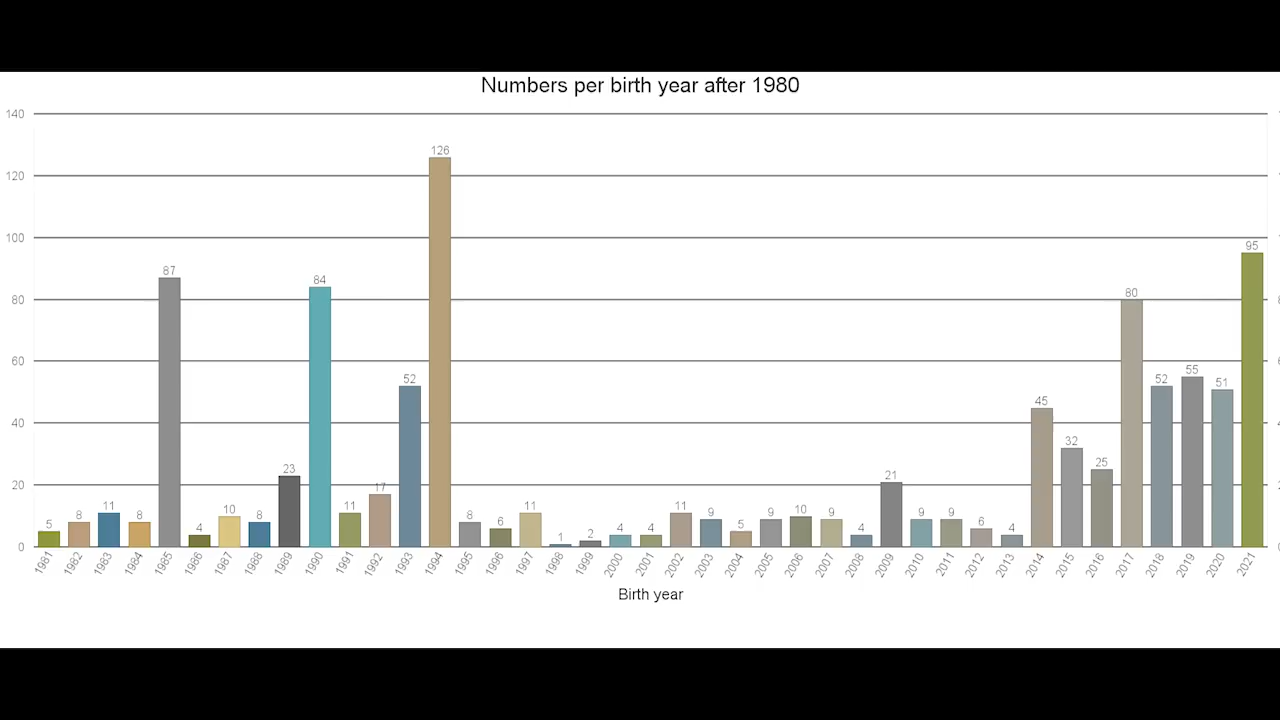 Numbers per birth year after 1980
140
120
100
80
60
40
20
0
5 8 11 8 87 4 10 8 23 84 11 17 52 126 8 6 11 1 2 4 4 11 9 5 9 10 9 4 21 9 9 6 4 45 32 25 80 52 55 51 95
1981 1982 1983 1984 1985 1986 1987 1988 1989 1990 1991 1992 1993 1994 1995 1996 1997 1998 1999 2000 2001 2002 2003 2004 2005 2006 2007 2008 2009 2010 2011 2012 2013 2014 2015 2016 2017 2018 2019 2020 2021
Birth year